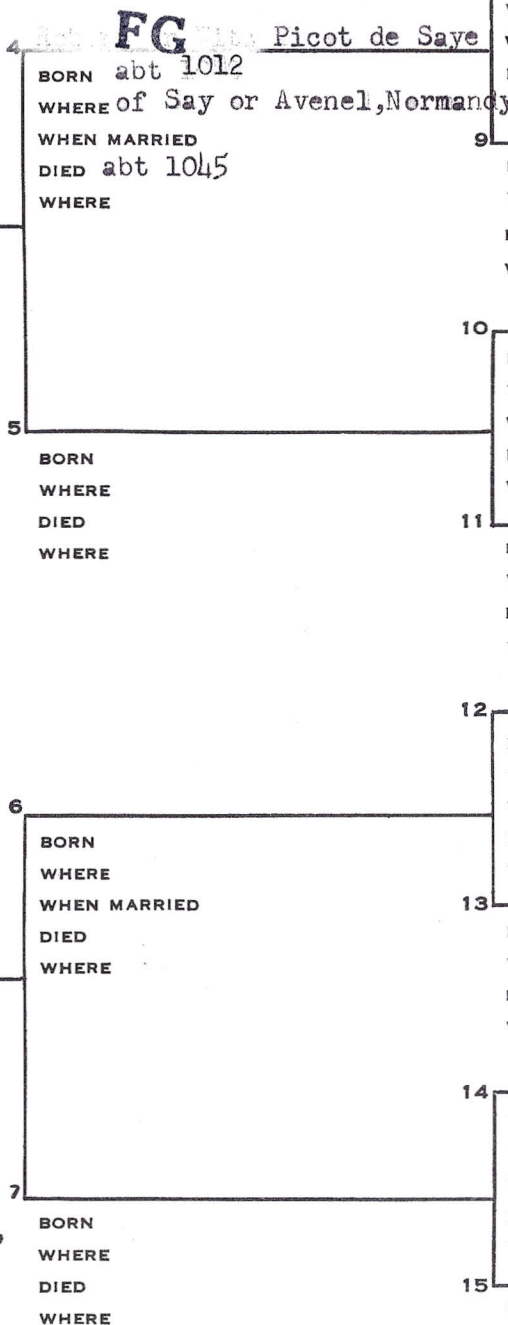 4 FG Picot de Saye
BORN abt 1012
WHERE of Say or Avenel,Normandy
WHEN MARRIED
DIED abt 1045
WHERE
9
10
5
BORN
WHERE
DIED
WHERE
11
12
6
BORN
WHERE
WHEN MARRIED
DIED
WHERE
13
14
7
BORN
WHERE
DIED
WHERE
15